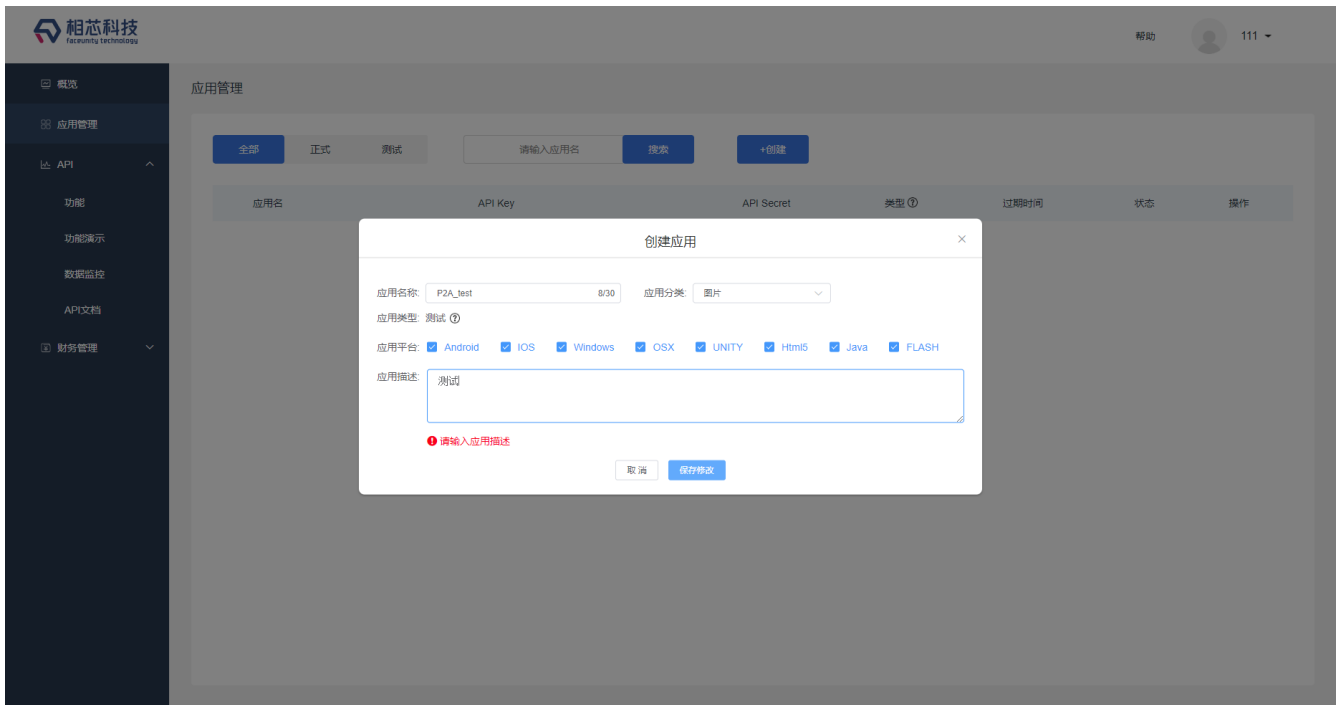 相芯科技
faceunity technology
帮助
111
概览
应用管理
API
功能
功能演示
数据监控
API文档
财务管理
应用管理
全部 正式 测试 请输入应用名 搜索 +创建
应用名 API Key API Secret 类型 ? 过期时间 状态 操作
创建应用 ×
应用名称: P2A_test 8/30 应用分类: 图片
应用类型: 测试 ?
应用平台: Android IOS Windows OSX UNITY Html5 Java FLASH
应用描述: 测试
! 请输入应用描述
取 消 保存修改